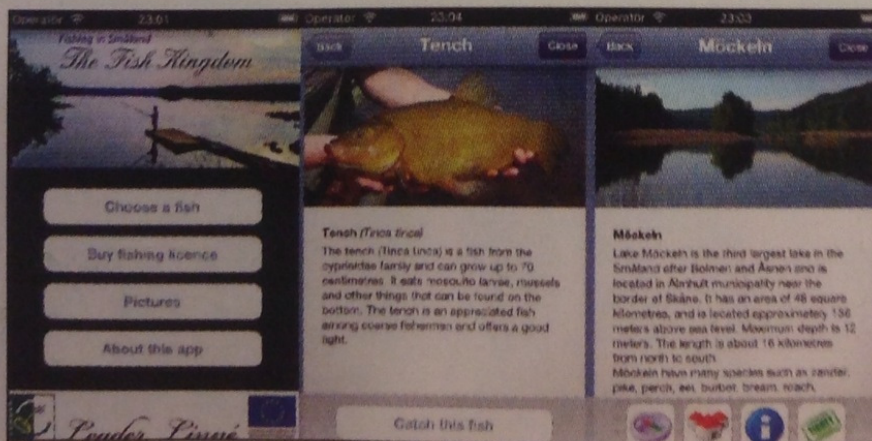 Operatör 23:01
Fishing in Småland
The Fish Kingdom
Choose a fish
Buy fishing licence
Pictures
About this app
Leader Linné
Operatör 23:04
Back Tench Close
Tench (Tinca tinca)
The tench (Tinca tinca) is a fish from the
cyprinidae family and can grow up to 70
centimetres. It eats mosquito larvae, mussels
and other things that can be found on the
bottom. The tench is an appreciated fish
among coarse fisherman and offers a good
fight.
Catch this fish
Operatör 23:03
Back Möckeln Close
Möckeln
Lake Möckeln is the third largest lake in the
Småland after Bolmen and Åsnen and is
located in Älmhult municipality near the
border of Skåne. It has an area of 48 square
kilometres, and is located approximately 136
meters above sea level. Maximum depth is 12
meters. The length is about 16 kilometres
from north to south.
Möckeln have many species such as zander,
pike, perch, eel, burbot, bream, roach,